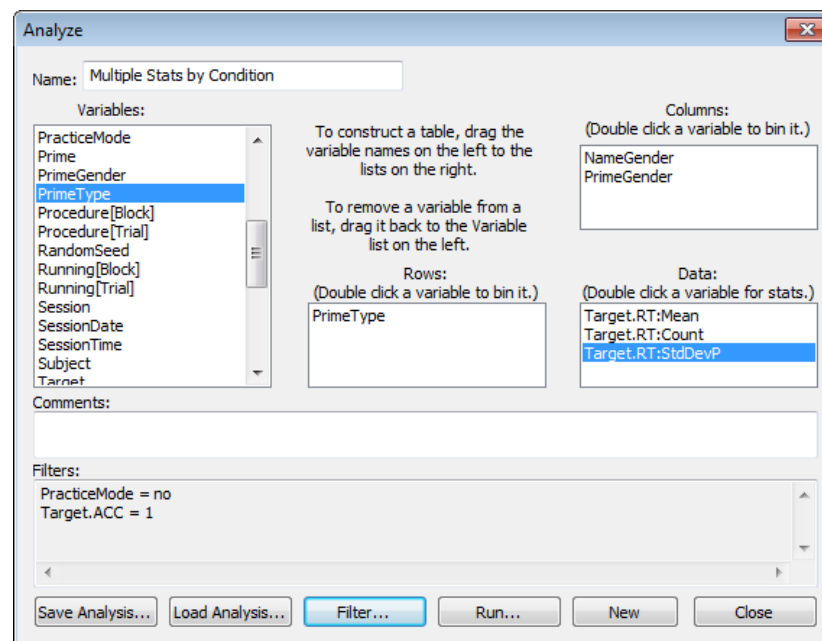 Analyze
Name: Multiple Stats by Condition
Variables:
PracticeMode
Prime
PrimeGender
PrimeType
Procedure[Block]
Procedure[Trial]
RandomSeed
Running[Block]
Running[Trial]
Session
SessionDate
SessionTime
Subject
Target
To construct a table, drag the
variable names on the left to the
lists on the right.
To remove a variable from a
list, drag it back to the Variable
list on the left.
Columns:
(Double click a variable to bin it.)
NameGender
PrimeGender
Rows:
(Double click a variable to bin it.)
PrimeType
Data:
(Double click a variable for stats.)
Target.RT:Mean
Target.RT:Count
Target.RT:StdDevP
Comments:
Filters:
PracticeMode = no
Target.ACC = 1
Save Analysis...
Load Analysis...
Filter...
Run...
New
Close